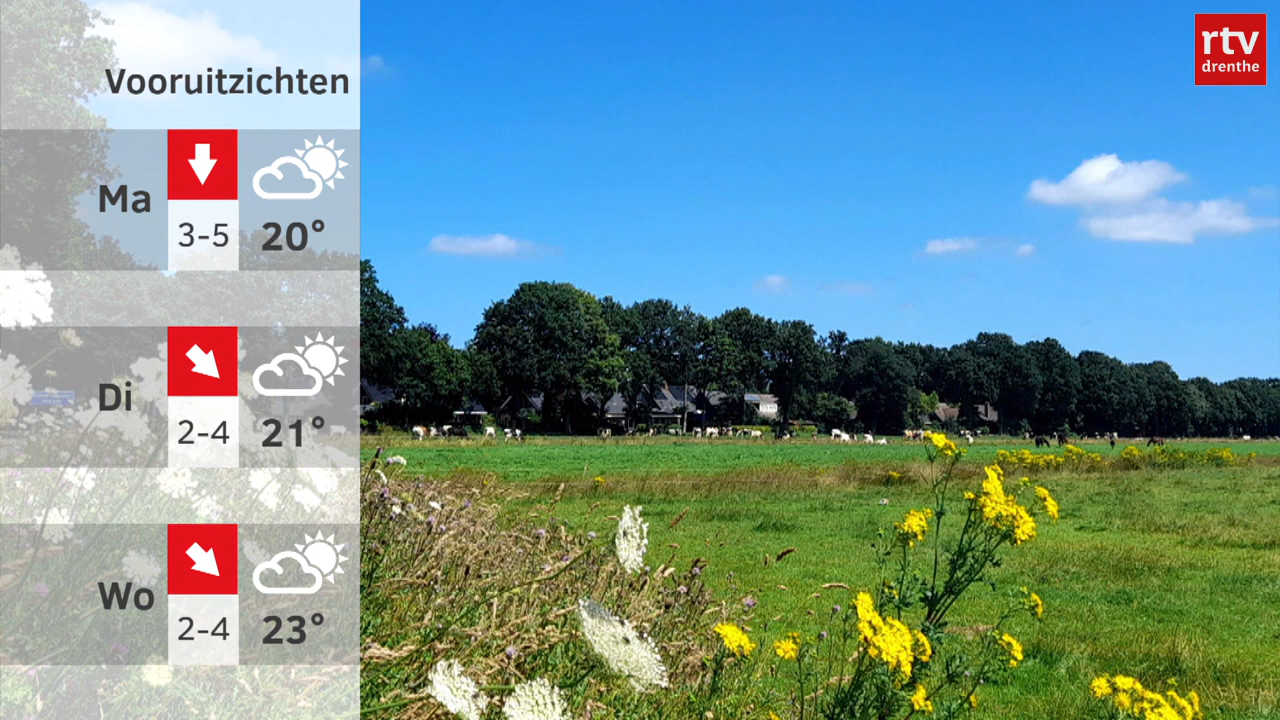 rtv
drenthe
Vooruitzichten
Ma
3-5
20°
Di
2-4
21°
Wo
2-4
23°